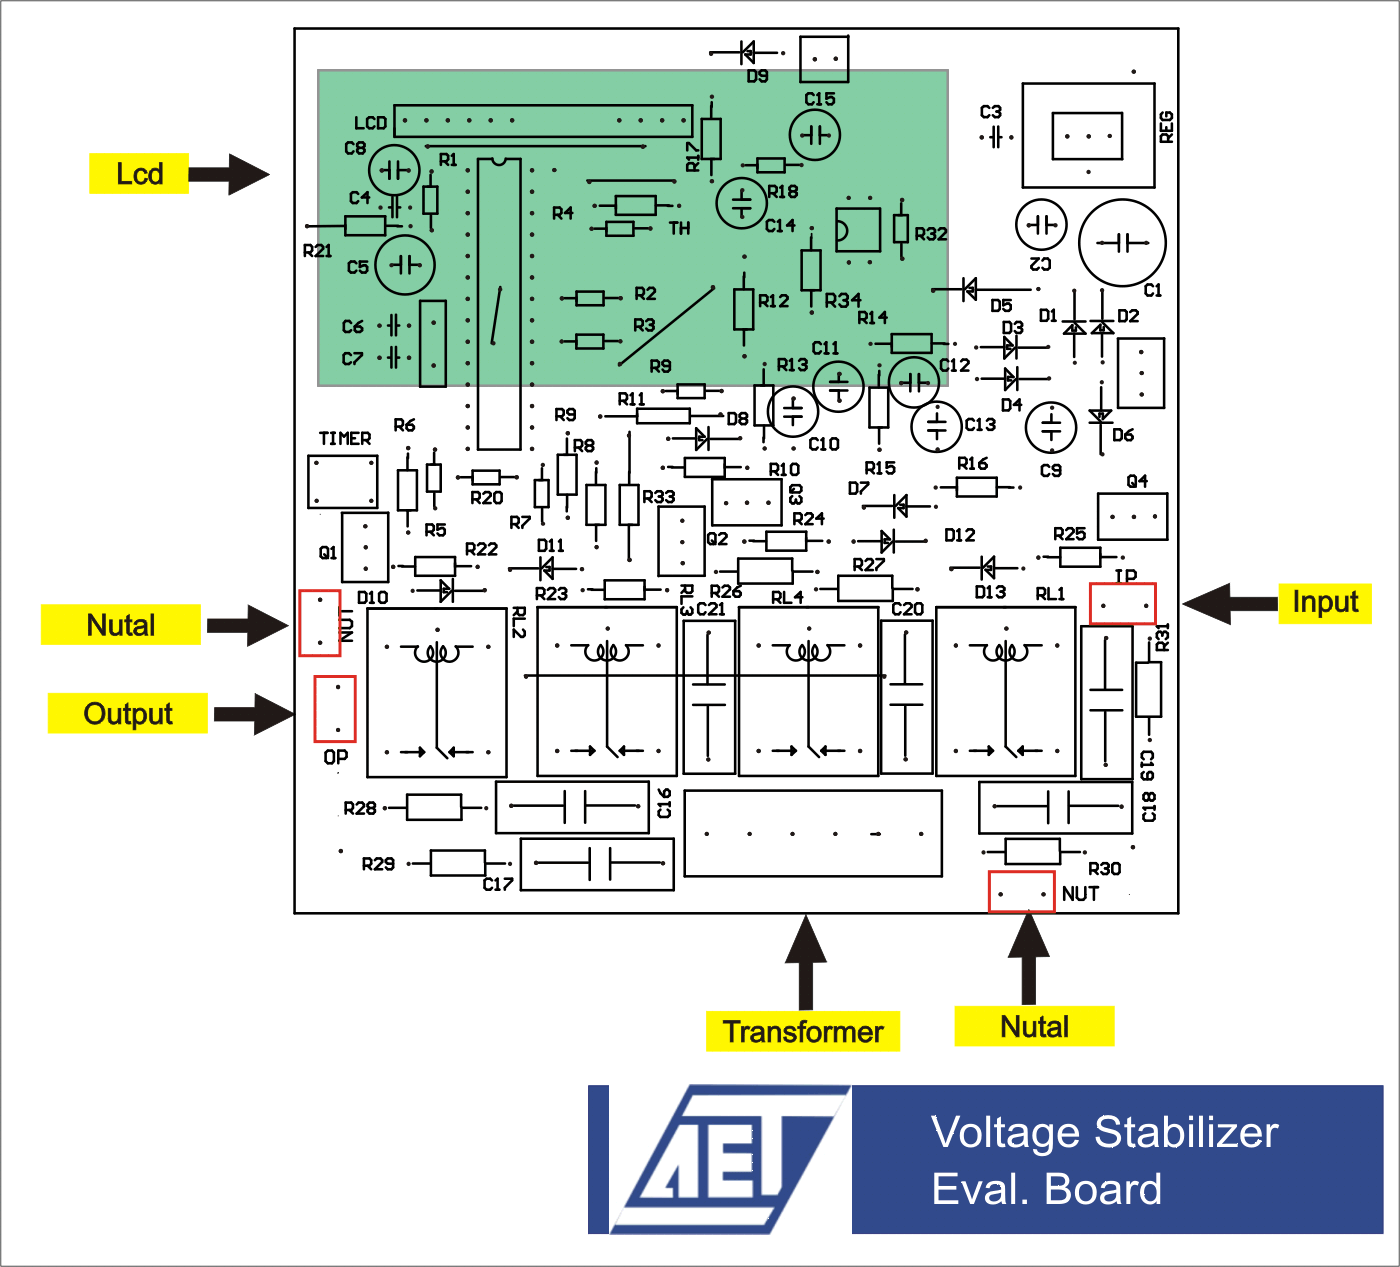 D9
C15
C3
REG
LCD
C8
R1
R17
Lcd
R18
C4
R4
TH
C14
R32
R21
C5
C2
C1
R2
R12
R34
D5
C6
R3
R14
D1
D2
D3
C7
R9
R13
C11
C12
R11
D4
R6
R9
D8
C13
D6
TIMER
R8
C10
C9
R20
R10
R15
R16
D7
Q3
Q4
R5
R7
R33
R24
Q1
R22
D11
Q2
D12
R25
D10
R23
R26
R27
D13
RL1
IP
Input
Nutal
LON
RL2
RL3
C21
RL4
C20
R31
Output
OP
C19
R28
C16
C18
R29
C17
R30
NUT
Transformer
Nutal
AET
Voltage Stabilizer
Eval. Board